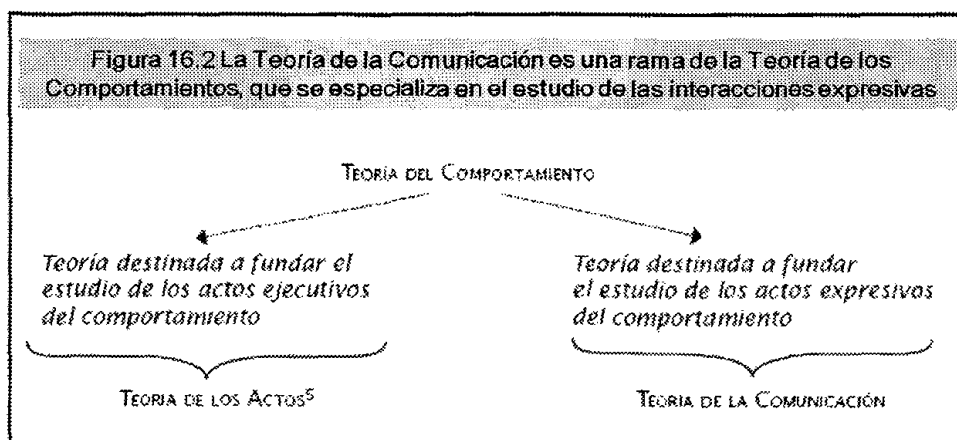 Figura 16.2 La Teoría de la Comunicación es una rama de la Teoría de los
Comportamientos, que se especializa en el estudio de las interacciones expresivas
TEORÍA DEL COMPORTAMIENTO
Teoría destinada a fundar el
estudio de los actos ejecutivos
del comportamiento
Teoría destinada a fundar
el estudio de los actos expresivos
del comportamiento
TEORIA DE LOS ACTOS⁵
TEORIA DE LA COMUNICACIÓN